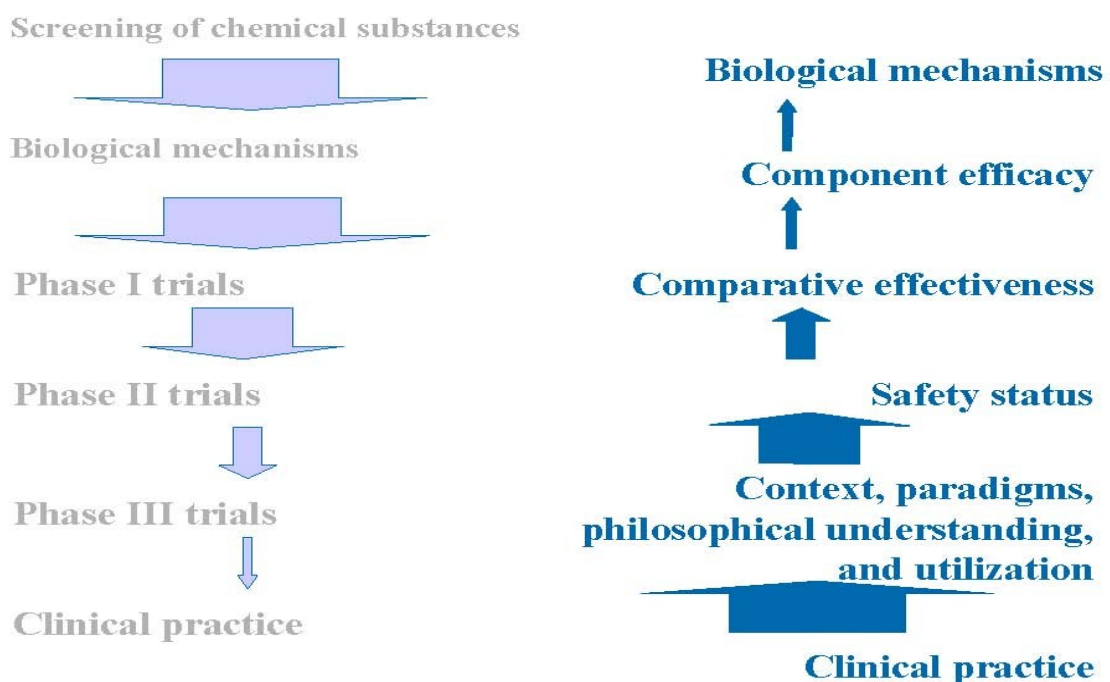 Screening of chemical substances
Biological mechanisms
Phase I trials
Phase II trials
Phase III trials
Clinical practice
Biological mechanisms
Component efficacy
Comparative effectiveness
Safety status
Context, paradigms,
philosophical understanding,
and utilization
Clinical practice